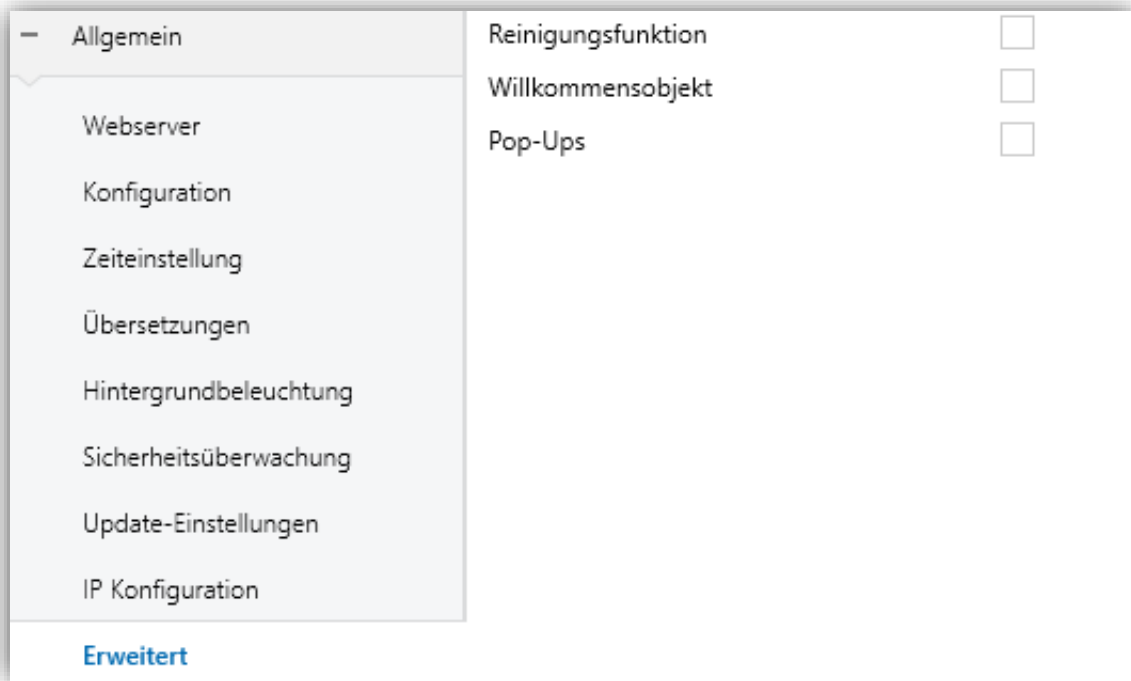 Allgemein
Webserver
Konfiguration
Zeiteinstellung
Übersetzungen
Hintergrundbeleuchtung
Sicherheitsüberwachung
Update-Einstellungen
IP Konfiguration
Erweitert
Reinigungsfunktion
Willkommensobjekt
Pop-Ups